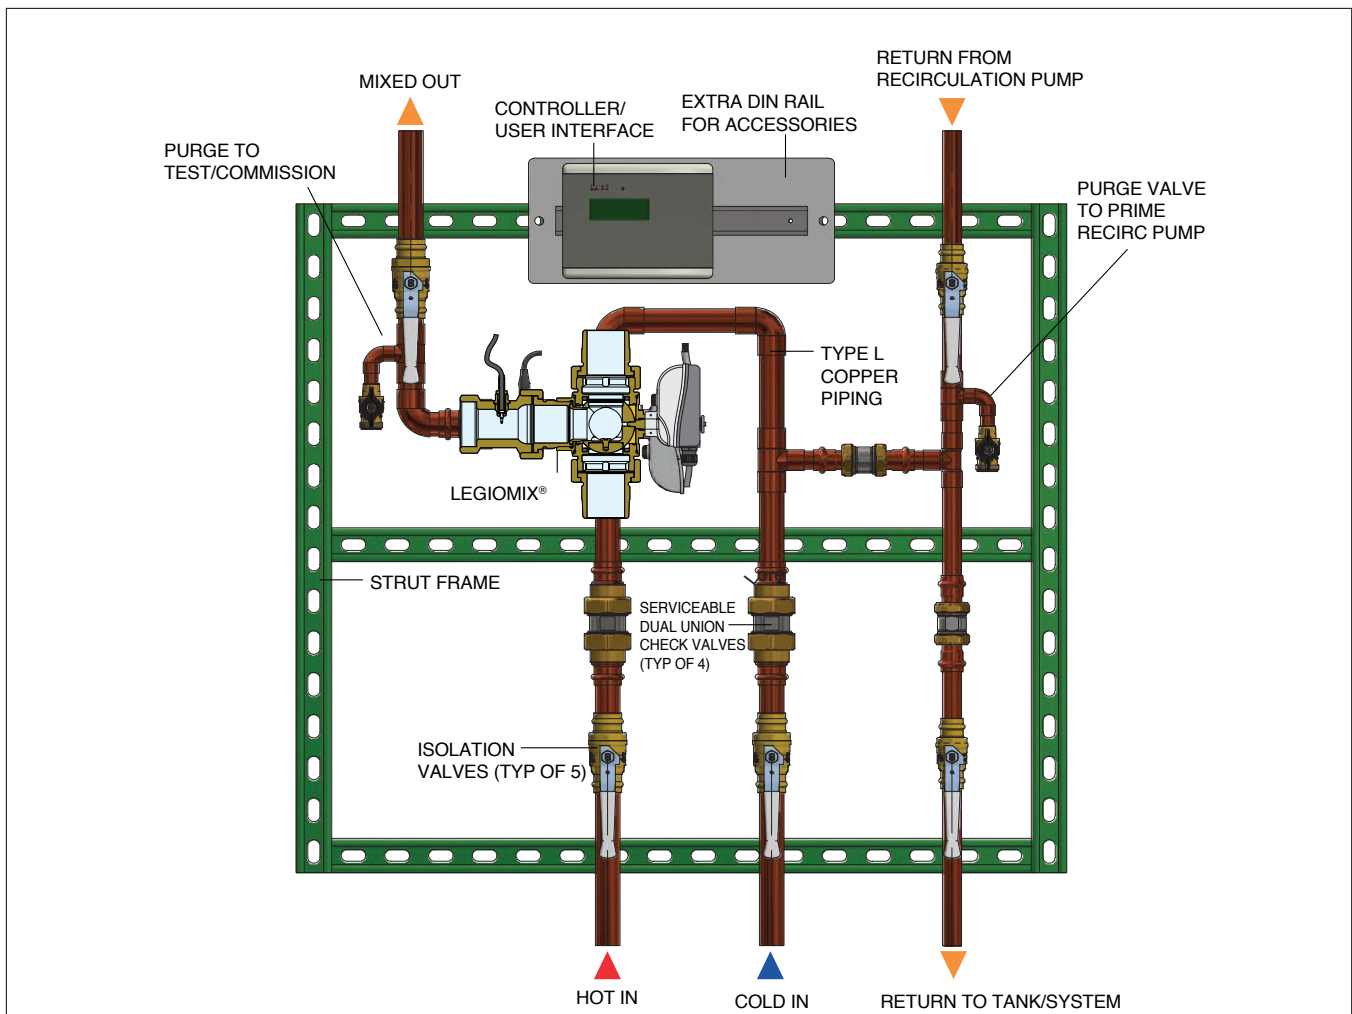 MIXED OUT
RETURN FROM
RECIRCULATION PUMP
CONTROLLER/
USER INTERFACE
EXTRA DIN RAIL
FOR ACCESSORIES
PURGE TO
TEST/COMMISSION
PURGE VALVE
TO PRIME
RECIRC PUMP
TYPE L
COPPER
PIPING
LEGIOMIX®
STRUT FRAME
SERVICEABLE
DUAL UNION
CHECK VALVES
(TYP OF 4)
ISOLATION
VALVES (TYP OF 5)
HOT IN
COLD IN
RETURN TO TANK/SYSTEM